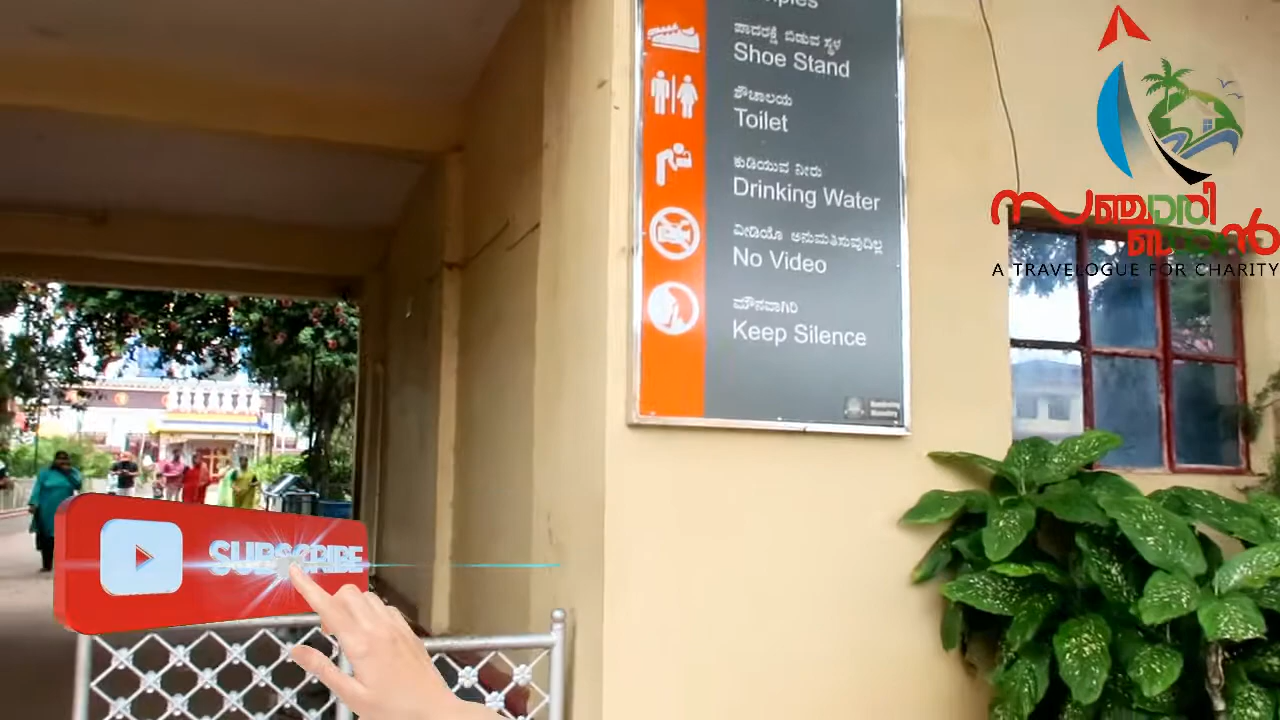 ಪಾದರಕ್ಷೆ ಬಿಡುವ ಸ್ಥಳ
Shoe Stand
ಶೌಚಾಲಯ
Toilet
ಕುಡಿಯುವ ನೀರು
Drinking Water
ವೀಡಿಯೊ ಅನುಮತಿಸುವುದಿಲ್ಲ
No Video
ಮೌನವಾಗಿರಿ
Keep Silence
സഞ്ചാരി
A TRAVELOGUE FOR CHARITY
SUBSCRIBE